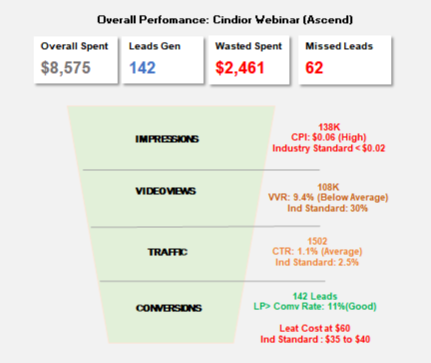 Overall Perfomance: Cindior Webinar (Ascend)
Overall Spent
Leads Gen
Wasted Spent
Missed Leads
$8,575
142
$2,461
62
IMPRESSIONS
138K
CPI: $0.06 (High)
Industry Standard < $0.02
VIDEO VIEWS
108K
VVR: 9.4% (Below Average)
Ind Standard: 30%
TRAFFIC
1502
CTR: 1.1% (Average)
Ind Standard: 2.5%
CONVERSIONS
142 Leads
LP> Comv Rate: 11%(Good)
Leat Cost at $60
Ind Standard : $35 to $40